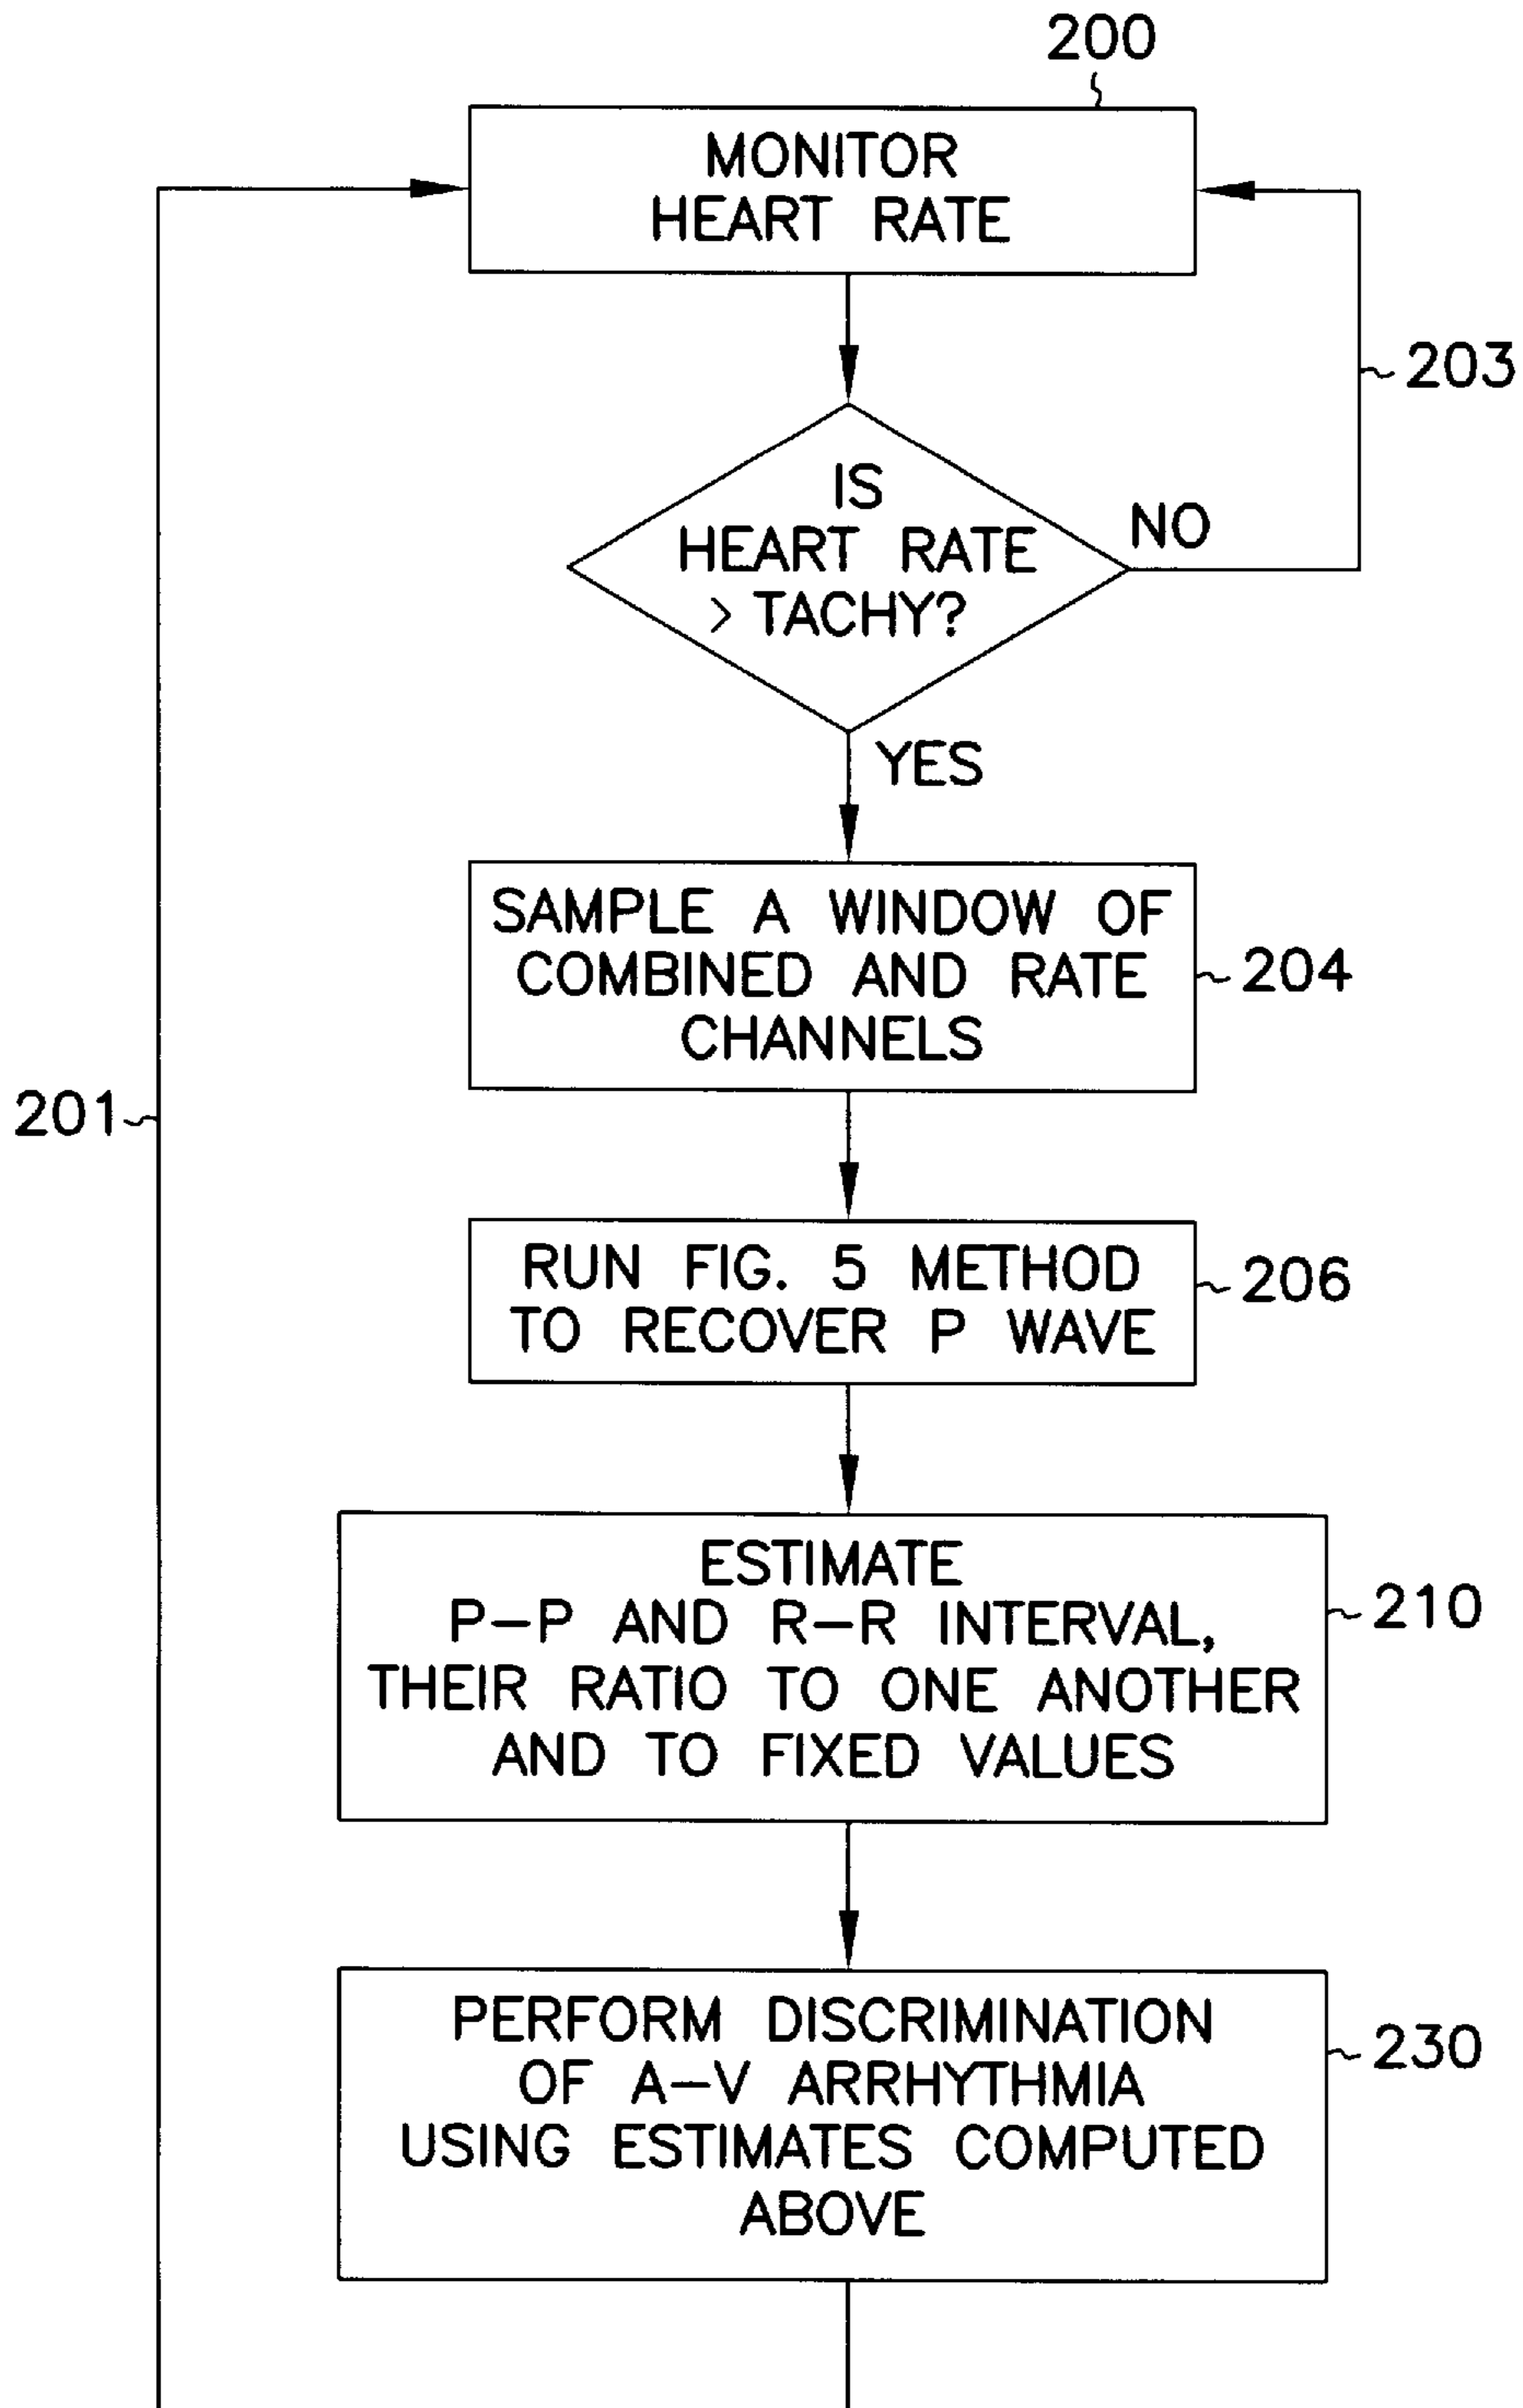 200
MONITOR
HEART RATE
203
IS
HEART RATE
> TACHY?
NO
YES
SAMPLE A WINDOW OF
COMBINED AND RATE
CHANNELS
204
201
RUN FIG. 5 METHOD
TO RECOVER P WAVE
206
ESTIMATE
P-P AND R-R INTERVAL,
THEIR RATIO TO ONE ANOTHER
AND TO FIXED VALUES
210
PERFORM DISCRIMINATION
OF A-V ARRHYTHMIA
USING ESTIMATES COMPUTED
ABOVE
230